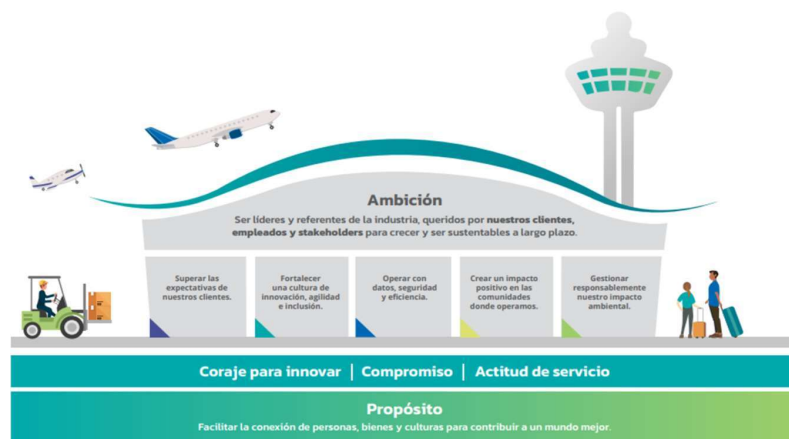 Ambición
Ser líderes y referentes de la industria, queridos por nuestros clientes,
empleados y stakeholders para crecer y ser sustentables a largo plazo.
Superar las
expectativas de
nuestros clientes.
Fortalecer
una cultura de
innovación, agilidad
e inclusión.
Operar con
datos, seguridad
y eficiencia.
Crear un impacto
positivo en las
comunidades
donde operamos.
Gestionar
responsablemente
nuestro impacto
ambiental.
Coraje para innovar | Compromiso | Actitud de servicio
Propósito
Facilitar la conexión de personas, bienes y culturas para contribuir a un mundo mejor.